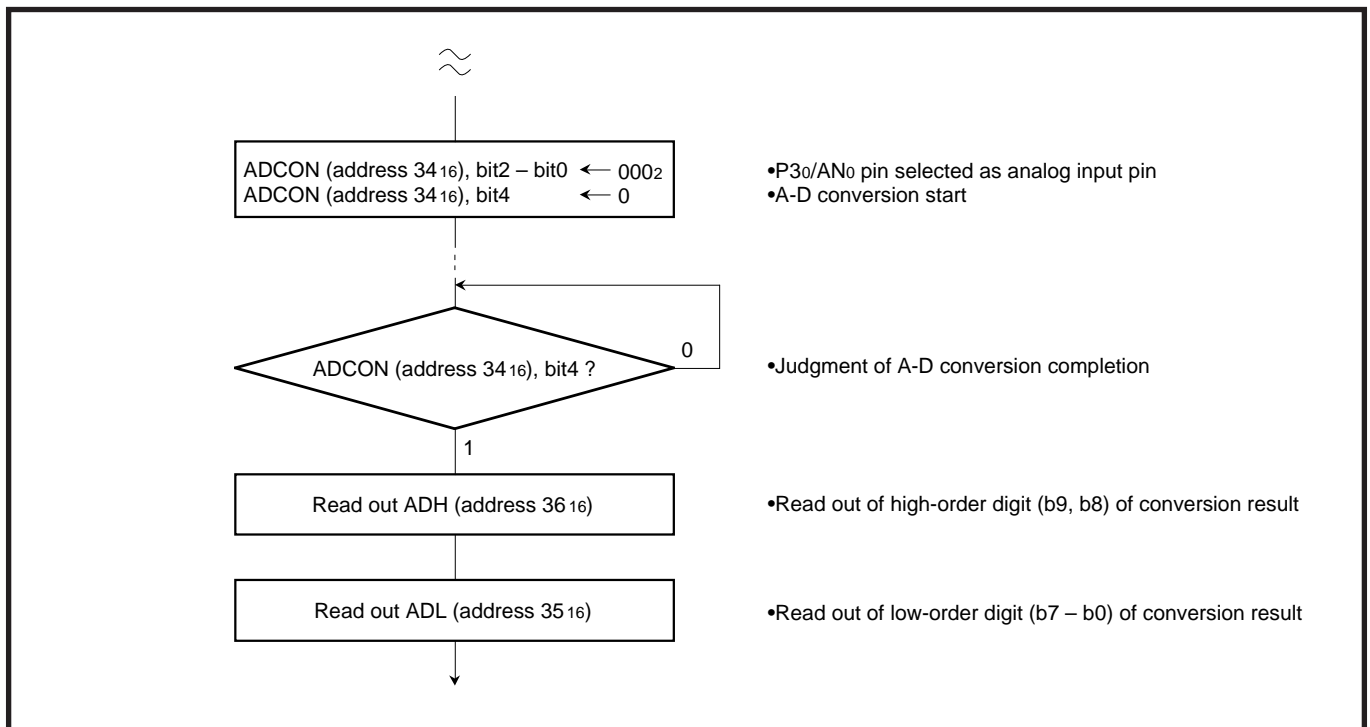 ADCON (address 34₁₆), bit2 – bit0 ← 000₂
•P3₀/AN₀ pin selected as analog input pin
ADCON (address 34₁₆), bit4 ← 0
•A-D conversion start
0
ADCON (address 34₁₆), bit4 ?
•Judgment of A-D conversion completion
1
Read out ADH (address 36₁₆)
•Read out of high-order digit (b9, b8) of conversion result
Read out ADL (address 35₁₆)
•Read out of low-order digit (b7 – b0) of conversion result